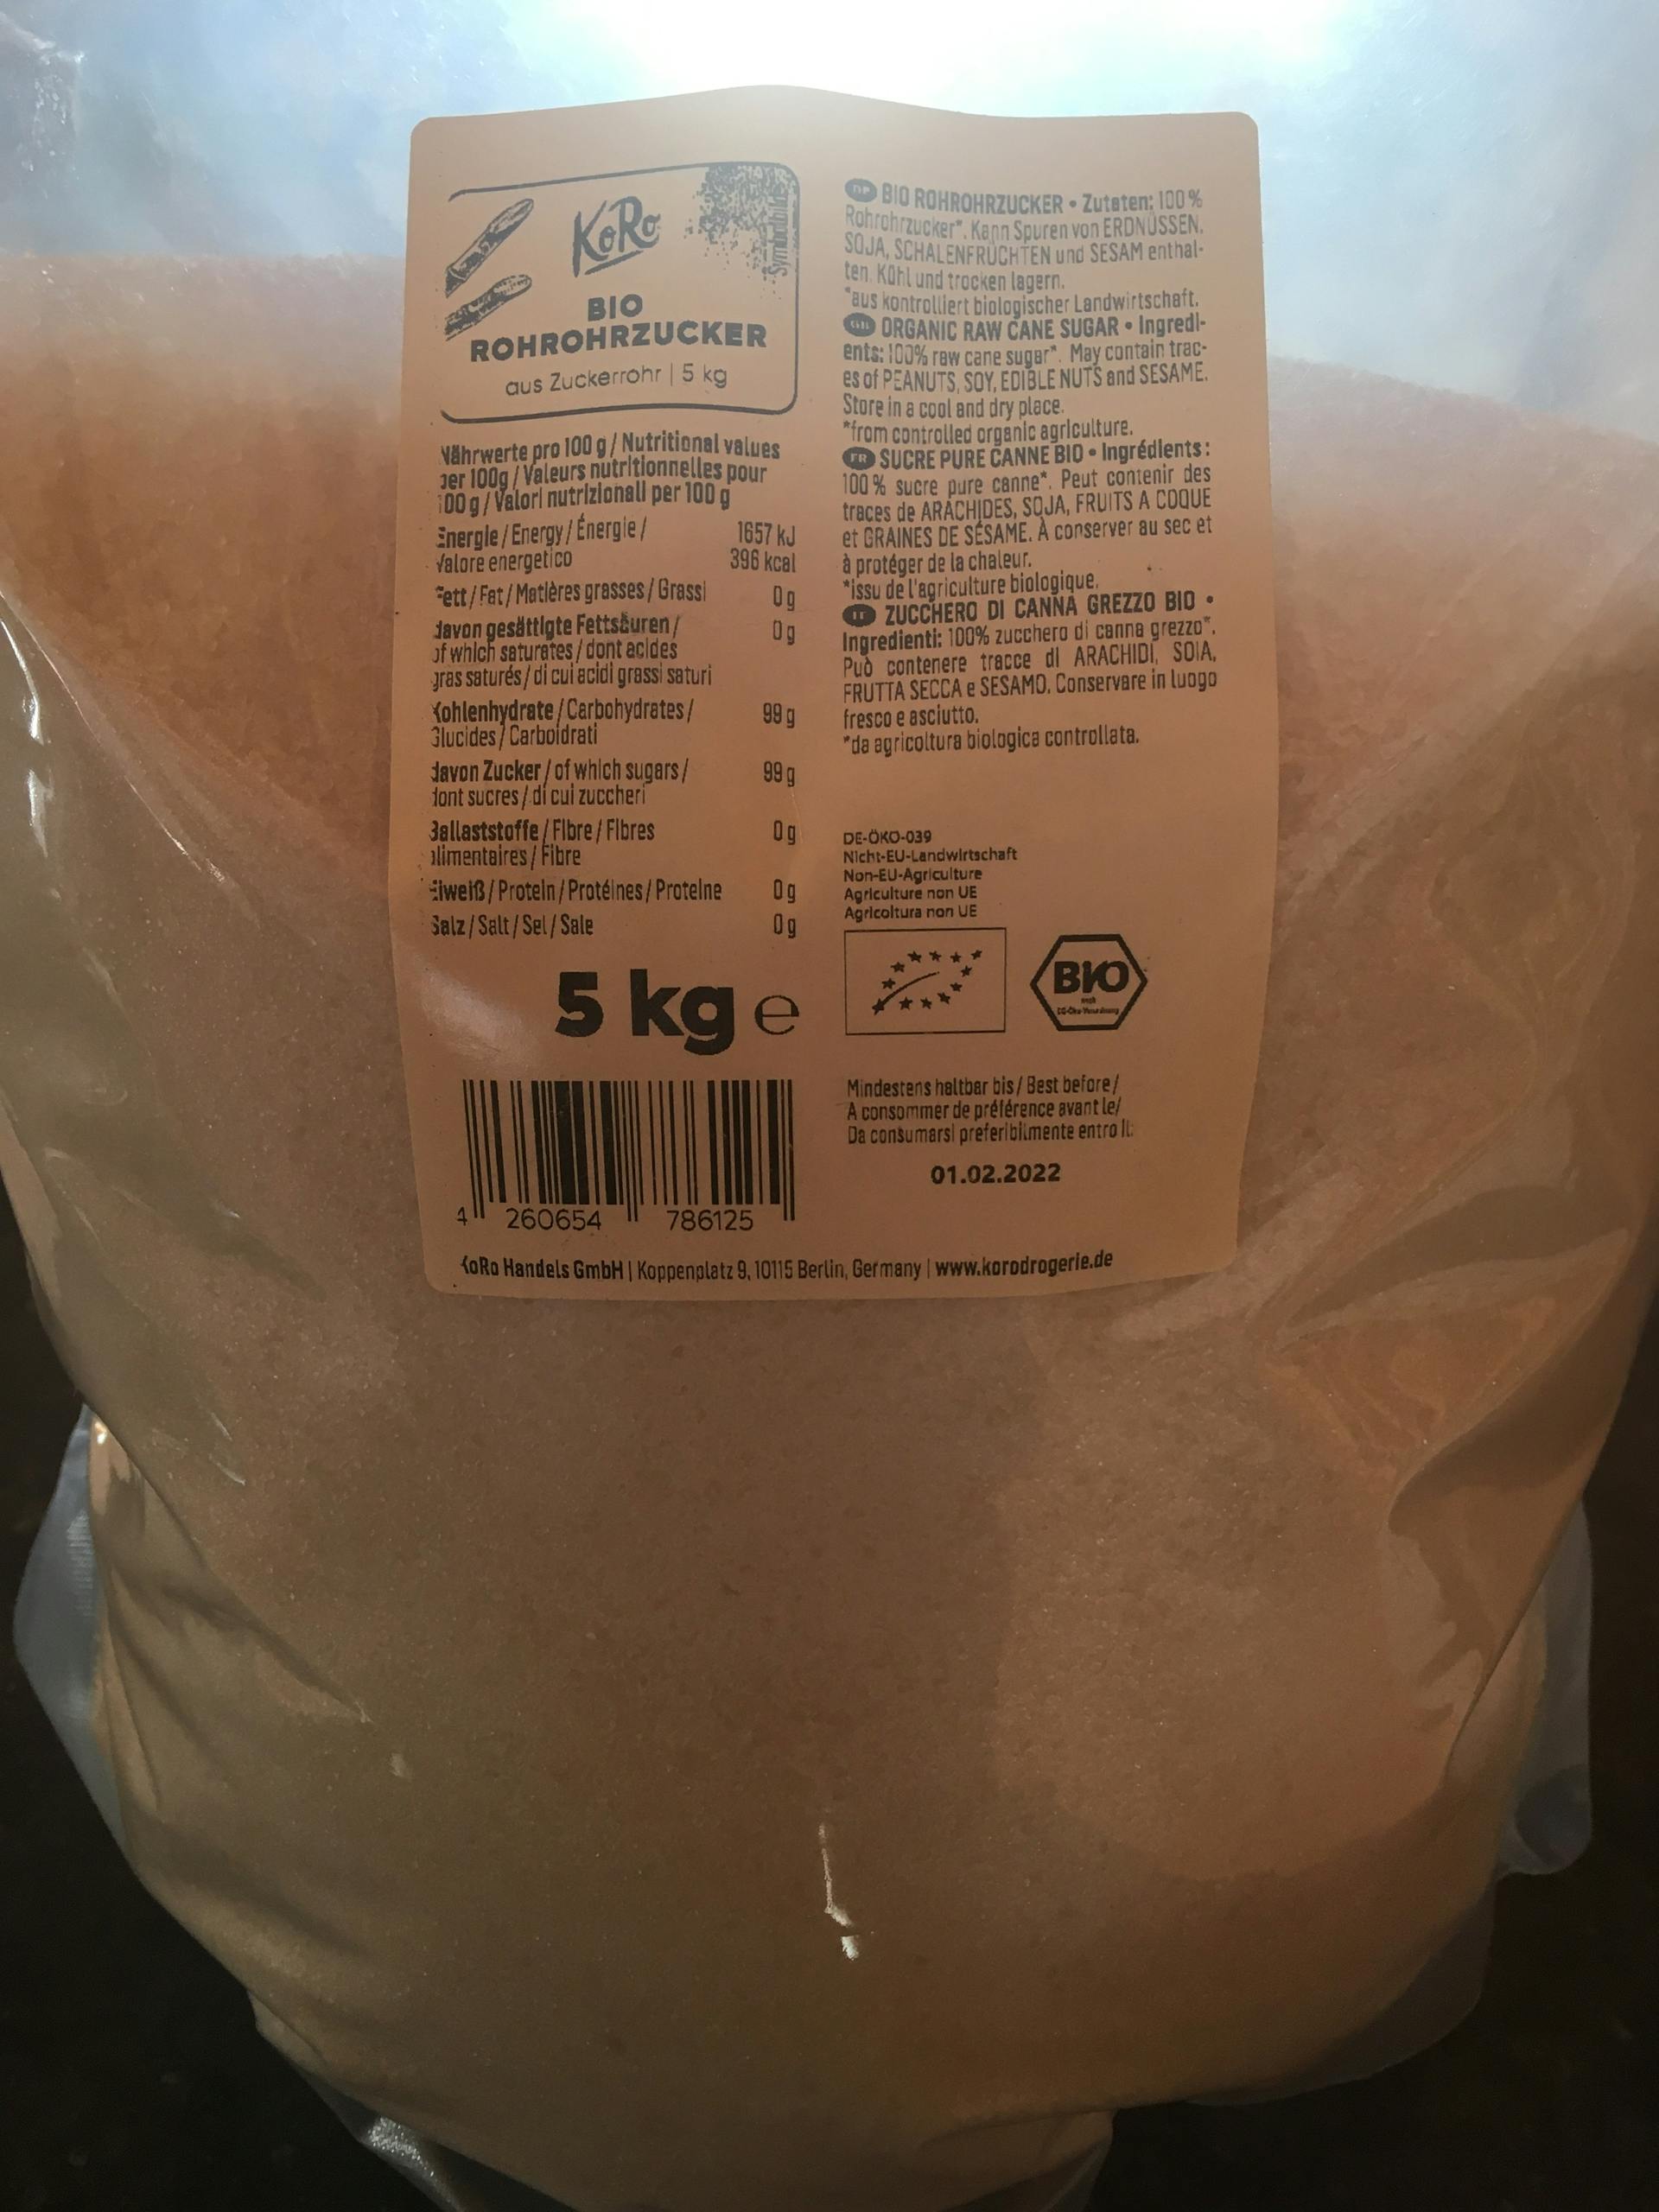 KoRo
Symbolbild
BIO
ROHROHRZUCKER
aus Zuckerrohr | 5 kg
Nährwerte pro 100 g / Nutritional values
per 100g / Valeurs nutritionnelles pour
100 g / Valori nutrizionali per 100 g
Energie / Energy / Énergie / 1657 kJ
Valore energetico 396 kcal
Fett / Fat / Matières grasses / Grassi 0 g
davon gesättigte Fettsäuren / 0 g
of which saturates / dont acides
gras saturés / di cui acidi grassi saturi
Kohlenhydrate / Carbohydrates / 99 g
Glucides / Carboidrati
davon Zucker / of which sugars / 99 g
dont sucres / di cui zuccheri
Ballaststoffe / Fibre / Fibres 0 g
alimentaires / Fibre
Eiweiß / Protein / Protéines / Proteine 0 g
Salz / Salt / Sel / Sale 0 g
5 kg e
4 260654 786125
DE BIO ROHROHRZUCKER • Zutaten: 100 %
Rohrohrzucker*. Kann Spuren von ERDNÜSSEN,
SOJA, SCHALENFRÜCHTEN und SESAM enthal-
ten. Kühl und trocken lagern.
*aus kontrolliert biologischer Landwirtschaft.
GB ORGANIC RAW CANE SUGAR • Ingredi-
ents: 100% raw cane sugar*. May contain trac-
es of PEANUTS, SOY, EDIBLE NUTS and SESAME.
Store in a cool and dry place.
*from controlled organic agriculture.
FR SUCRE PURE CANNE BIO • Ingrédients:
100 % sucre pure canne*. Peut contenir des
traces de ARACHIDES, SOJA, FRUITS A COQUE
et GRAINES DE SÉSAME. À conserver au sec et
à protéger de la chaleur.
*issu de l'agriculture biologique.
IT ZUCCHERO DI CANNA GREZZO BIO •
Ingredienti: 100% zucchero di canna grezzo*.
Può contenere tracce di ARACHIDI, SOIA,
FRUTTA SECCA e SESAMO. Conservare in luogo
fresco e asciutto.
*da agricoltura biologica controllata.
DE-ÖKO-039
Nicht-EU-Landwirtschaft
Non-EU-Agriculture
Agriculture non UE
Agricoltura non UE
BIO
nach
EG-Öko-Verordnung
Mindestens haltbar bis / Best before /
A consommer de préférence avant le/
Da consumarsi preferibilmente entro il:
01.02.2022
KoRo Handels GmbH | Koppenplatz 9, 10115 Berlin, Germany | www.korodrogerie.de